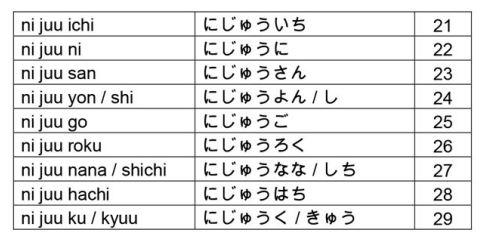 ni juu ichi にじゅういち 21
ni juu ni にじゅうに 22
ni juu san にじゅうさん 23
ni juu yon / shi にじゅうよん / し 24
ni juu go にじゅうご 25
ni juu roku にじゅうろく 26
ni juu nana / shichi にじゅうなな / しち 27
ni juu hachi にじゅうはち 28
ni juu ku / kyuu にじゅうく / きゅう 29